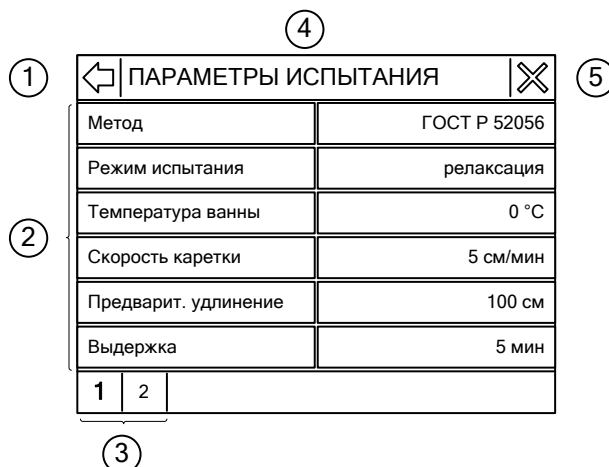 4
1
ПАРАМЕТРЫ ИСПЫТАНИЯ
5
Метод ГОСТ Р 52056
Режим испытания релаксация
Температура ванны 0 °C
2
Скорость каретки 5 см/мин
Предварит. удлинение 100 см
Выдержка 5 мин
1 2
3